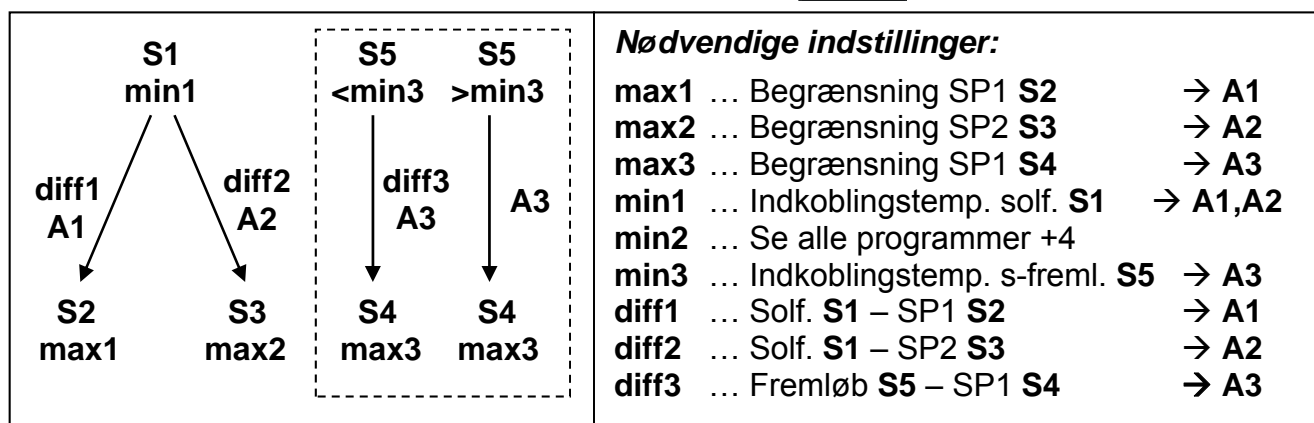 S1
min1
S5 S5
<min3 >min3
diff1 diff2 diff3 A3
A1 A2 A3
S2 S3 S4 S4
max1 max2 max3 max3
Nødvendige indstillinger:
max1 … Begrænsning SP1 S2 → A1
max2 … Begrænsning SP2 S3 → A2
max3 … Begrænsning SP1 S4 → A3
min1 … Indkoblingstemp. solf. S1 → A1,A2
min2 … Se alle programmer +4
min3 … Indkoblingstemp. s-freml. S5 → A3
diff1 … Solf. S1 – SP1 S2 → A1
diff2 … Solf. S1 – SP2 S3 → A2
diff3 … Fremløb S5 – SP1 S4 → A3